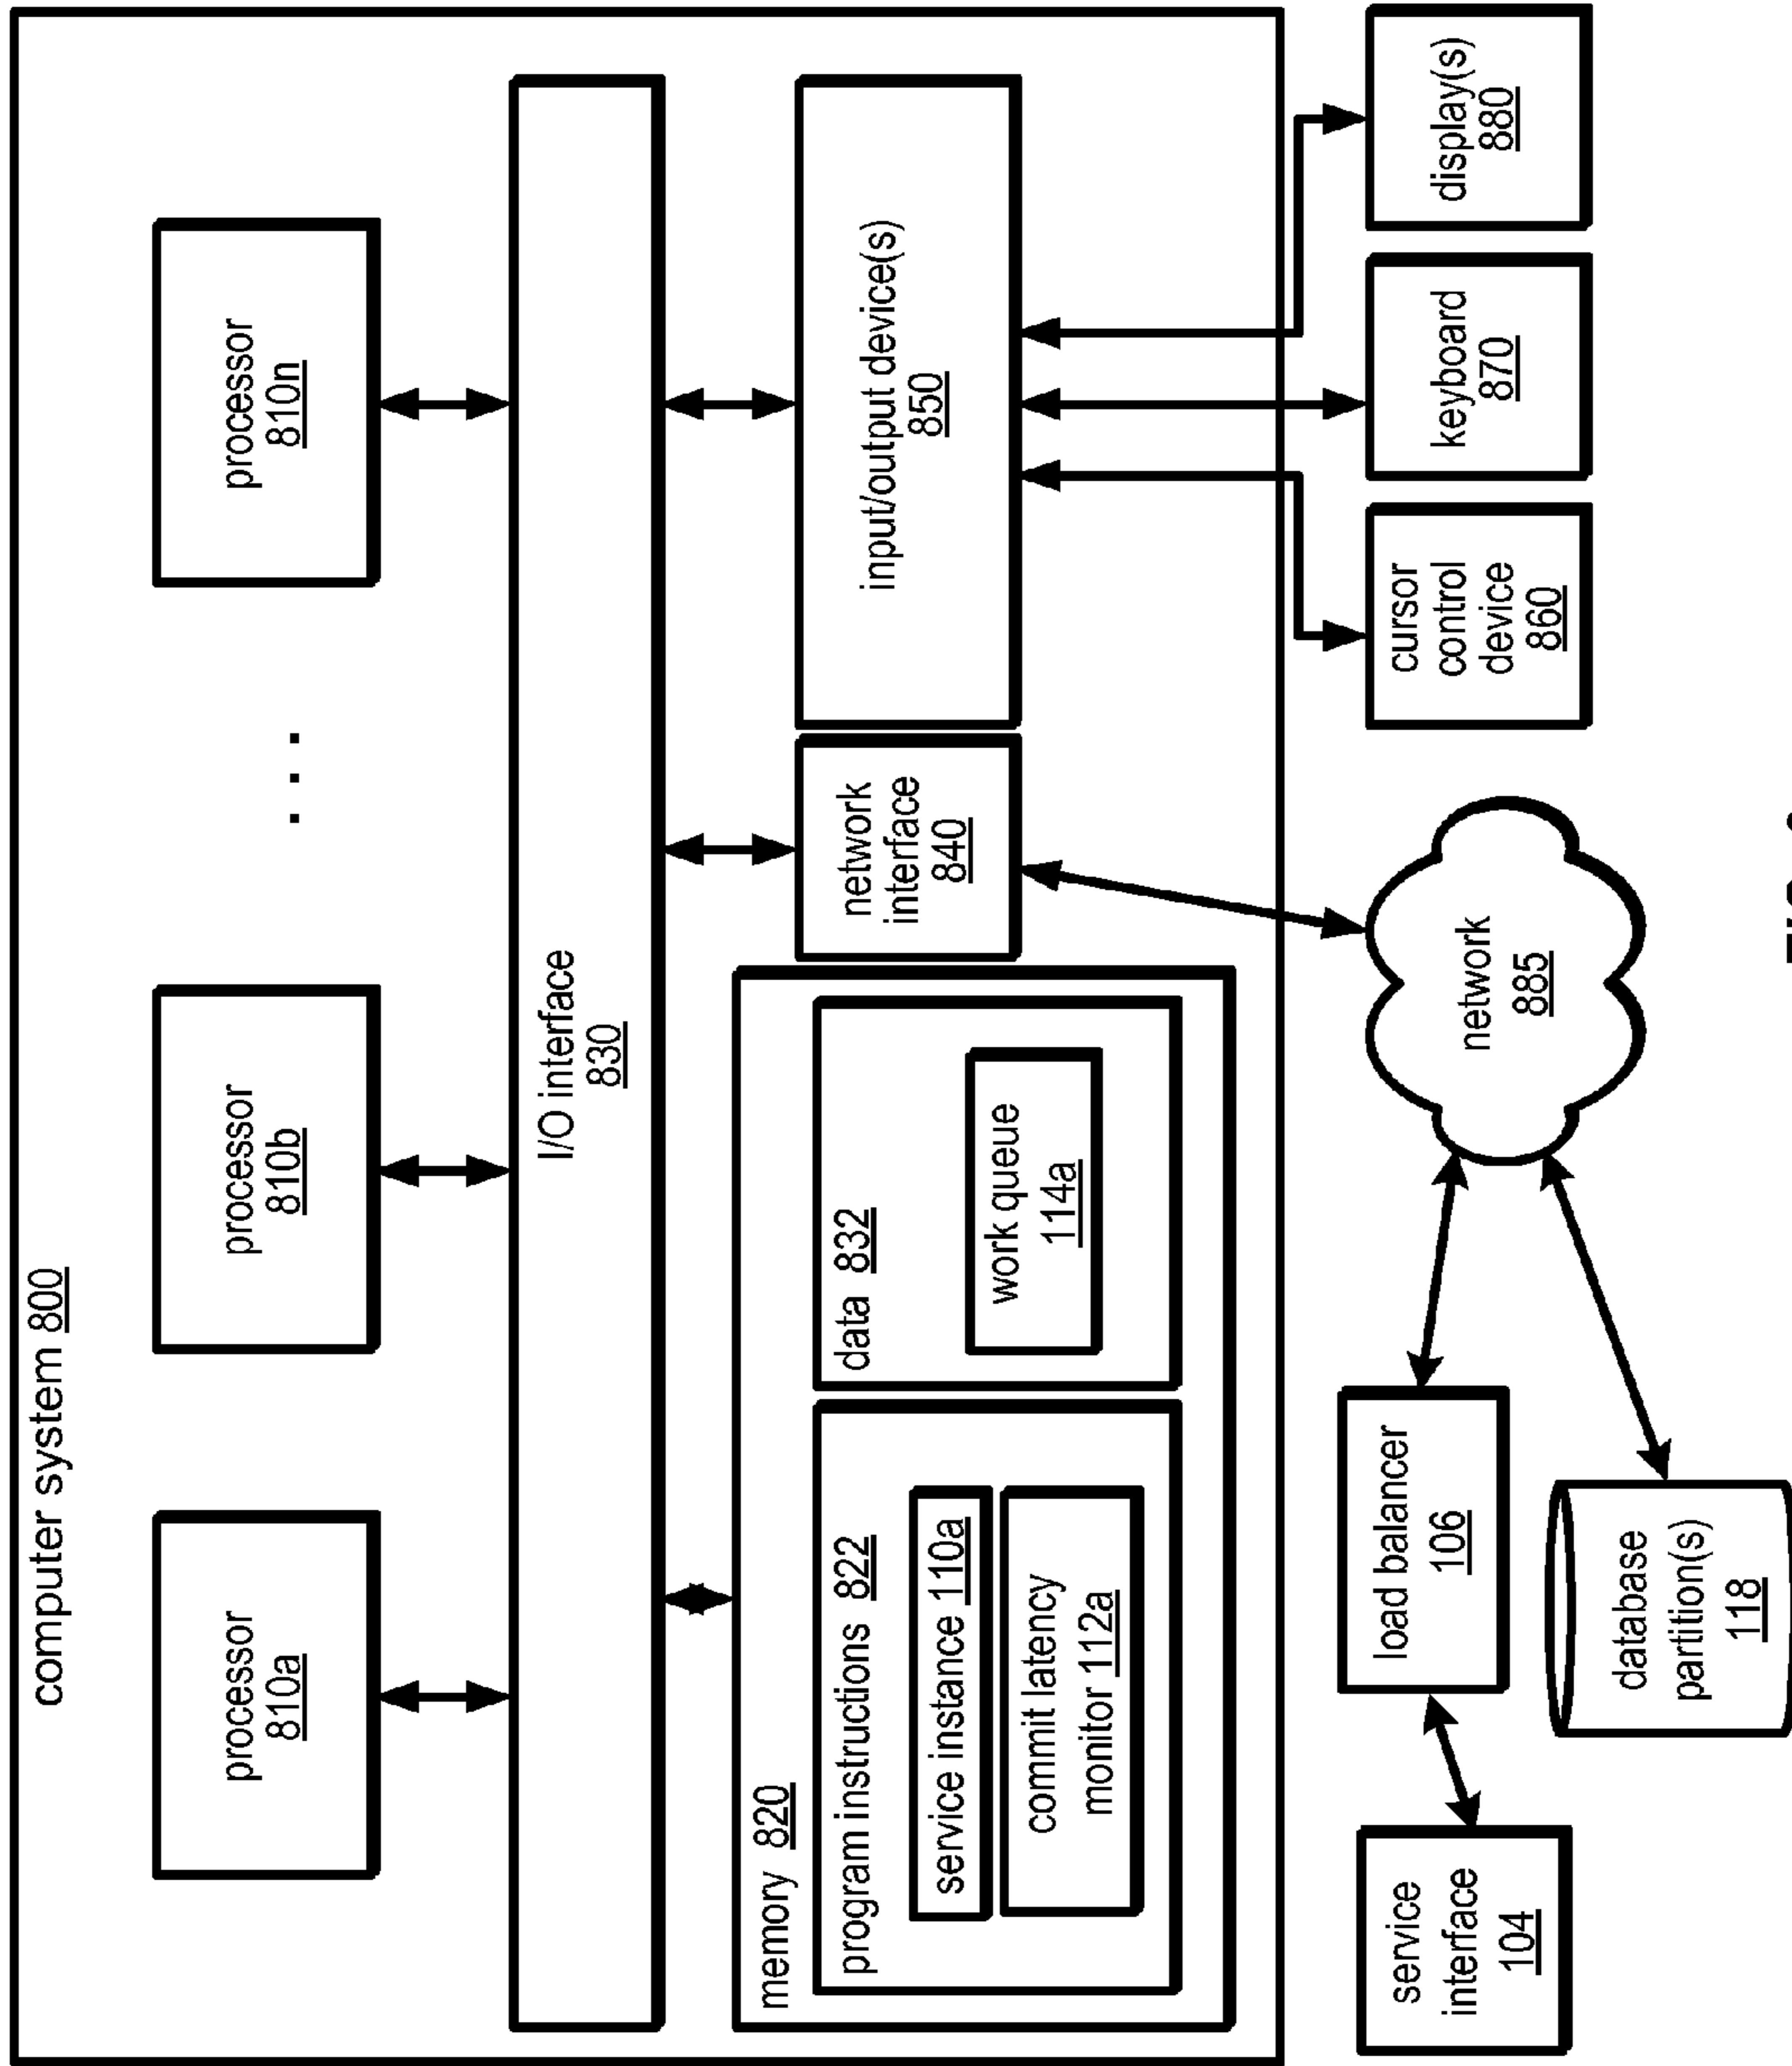 computer system 800
processor
810a
processor
810b
. . .
processor
810n
I/O interface
830
memory 820
program instructions 822
service instance 110a
commit latency
monitor 112a
data 832
work queue
114a
network
interface
840
input/output device(s)
850
service
interface
104
load balancer
106
database
partition(s)
118
network
885
cursor
control
device
860
keyboard
870
display(s)
880